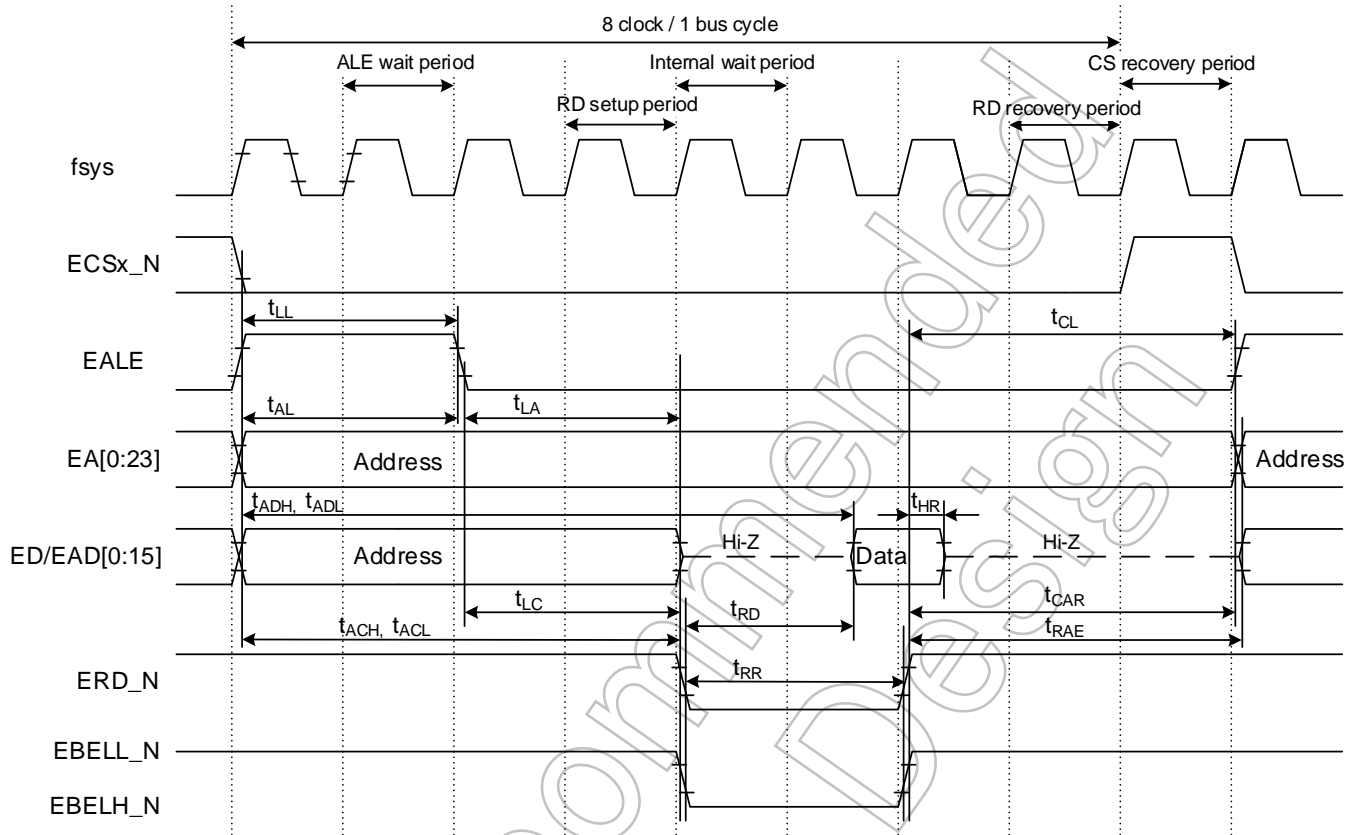 8 clock / 1 bus cycle
ALE wait period
Internal wait period
CS recovery period
RD setup period
RD recovery period
fsys
ECSx_N
tLL
tCL
EALE
tAL
tLA
EA[0:23]
Address
Address
tADH, tADL
tHR
ED/EAD[0:15]
Address
Hi-Z
Data
Hi-Z
tLC
tRD
tCAR
tACH, tACL
tRAE
ERD_N
tRR
EBELL_N
EBELH_N
ommended
Design